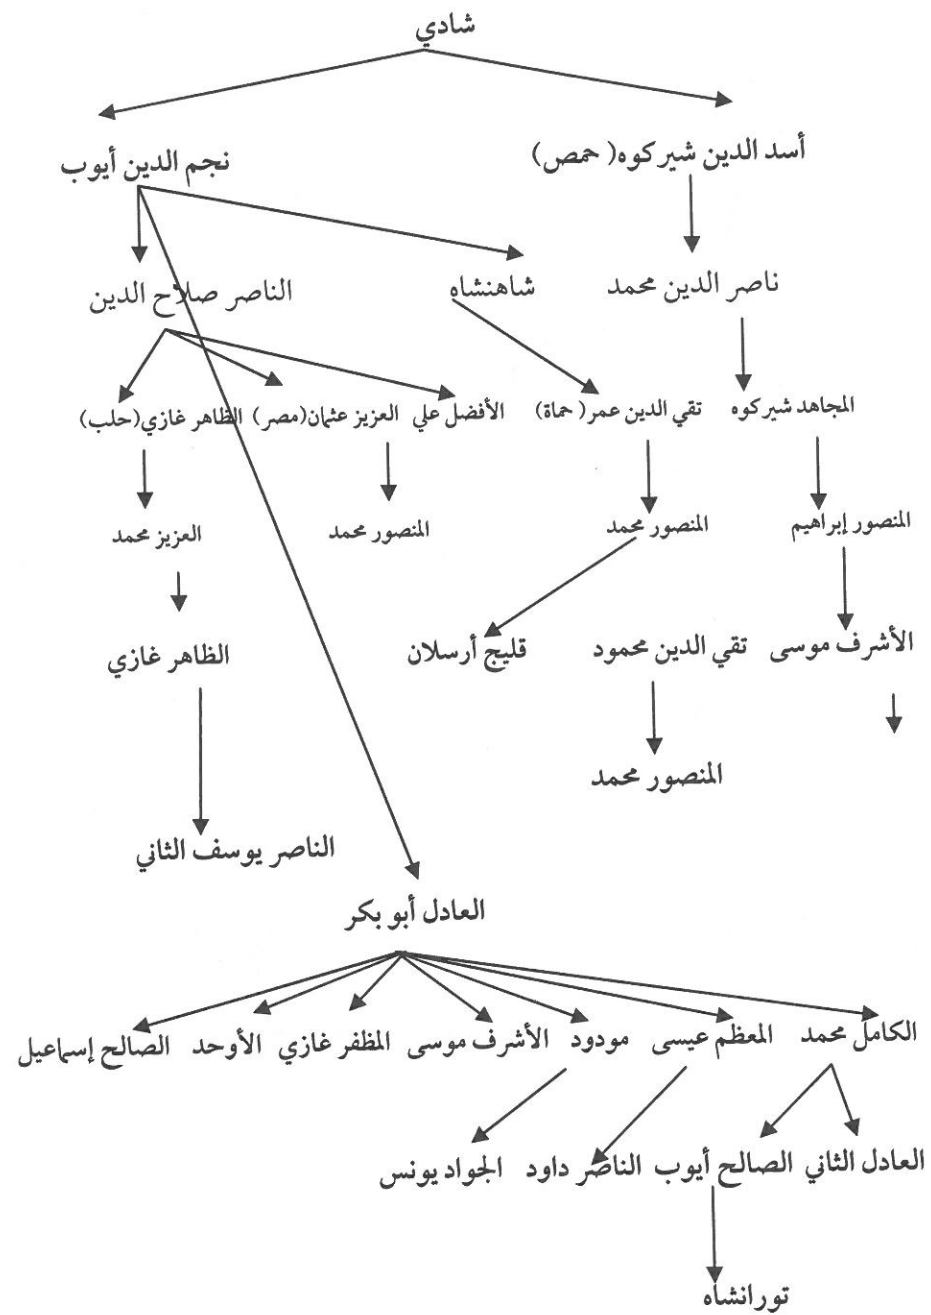 شادي
أسد الدين شيركوه( حمص) نجم الدين أيوب
ناصر الدين محمد شاهنشاه الناصر صلاح الدين
المجاهد شيركوه تقي الدين عمر( حماة) الأفضل علي العزيز عثمان(مصر) الظاهر غازي(حلب)
المنصور إبراهيم المنصور محمد المنصور محمد العزيز محمد
الأشرف موسى تقي الدين محمود قليج أرسلان الظاهر غازي
المنصور محمد
الناصر يوسف الثاني
العادل أبو بكر
الكامل محمد المعظم عيسى مودود الأشرف موسى المظفر غازي الأوحد الصالح إسماعيل
العادل الثاني الصالح أيوب الناصر داود الجواد يونس
تورانشاه